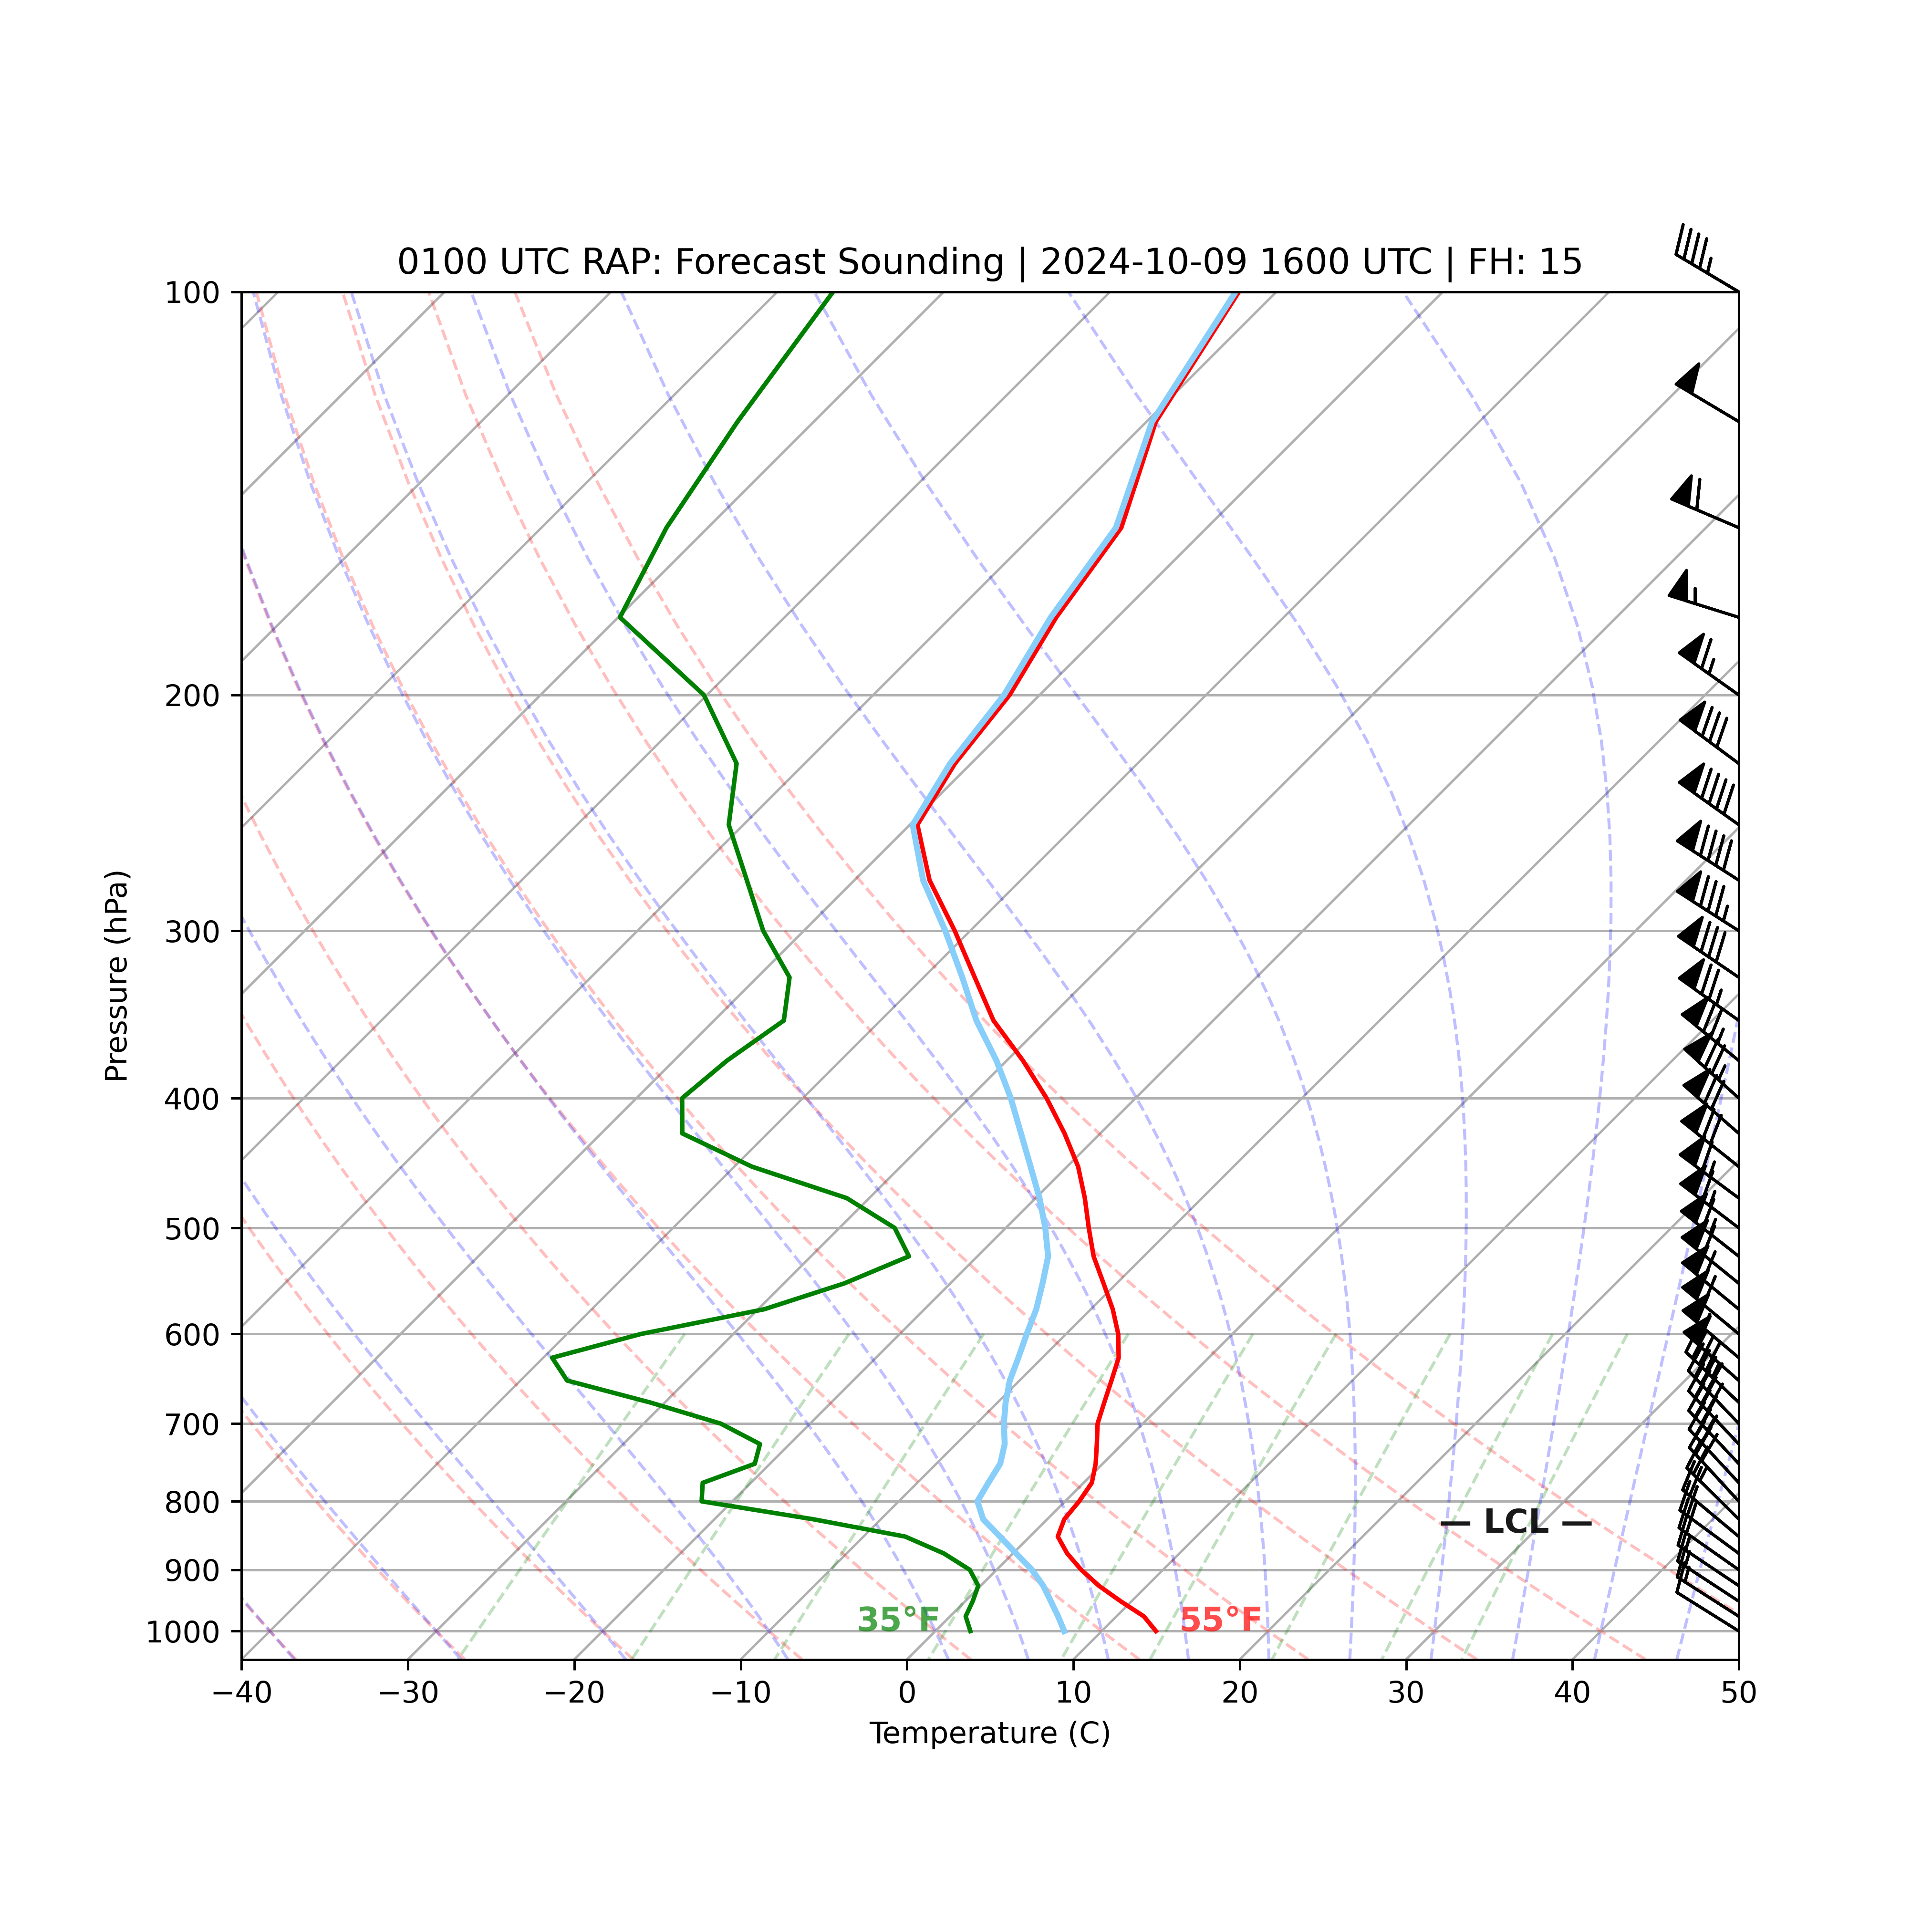 0100 UTC RAP: Forecast Sounding | 2024-10-09 1600 UTC | FH: 15
100
200
300
400
500
600
700
800
900
1000
Pressure (hPa)
— LCL —
35°F
55°F
−40 −30 −20 −10 0 10 20 30 40 50
Temperature (C)